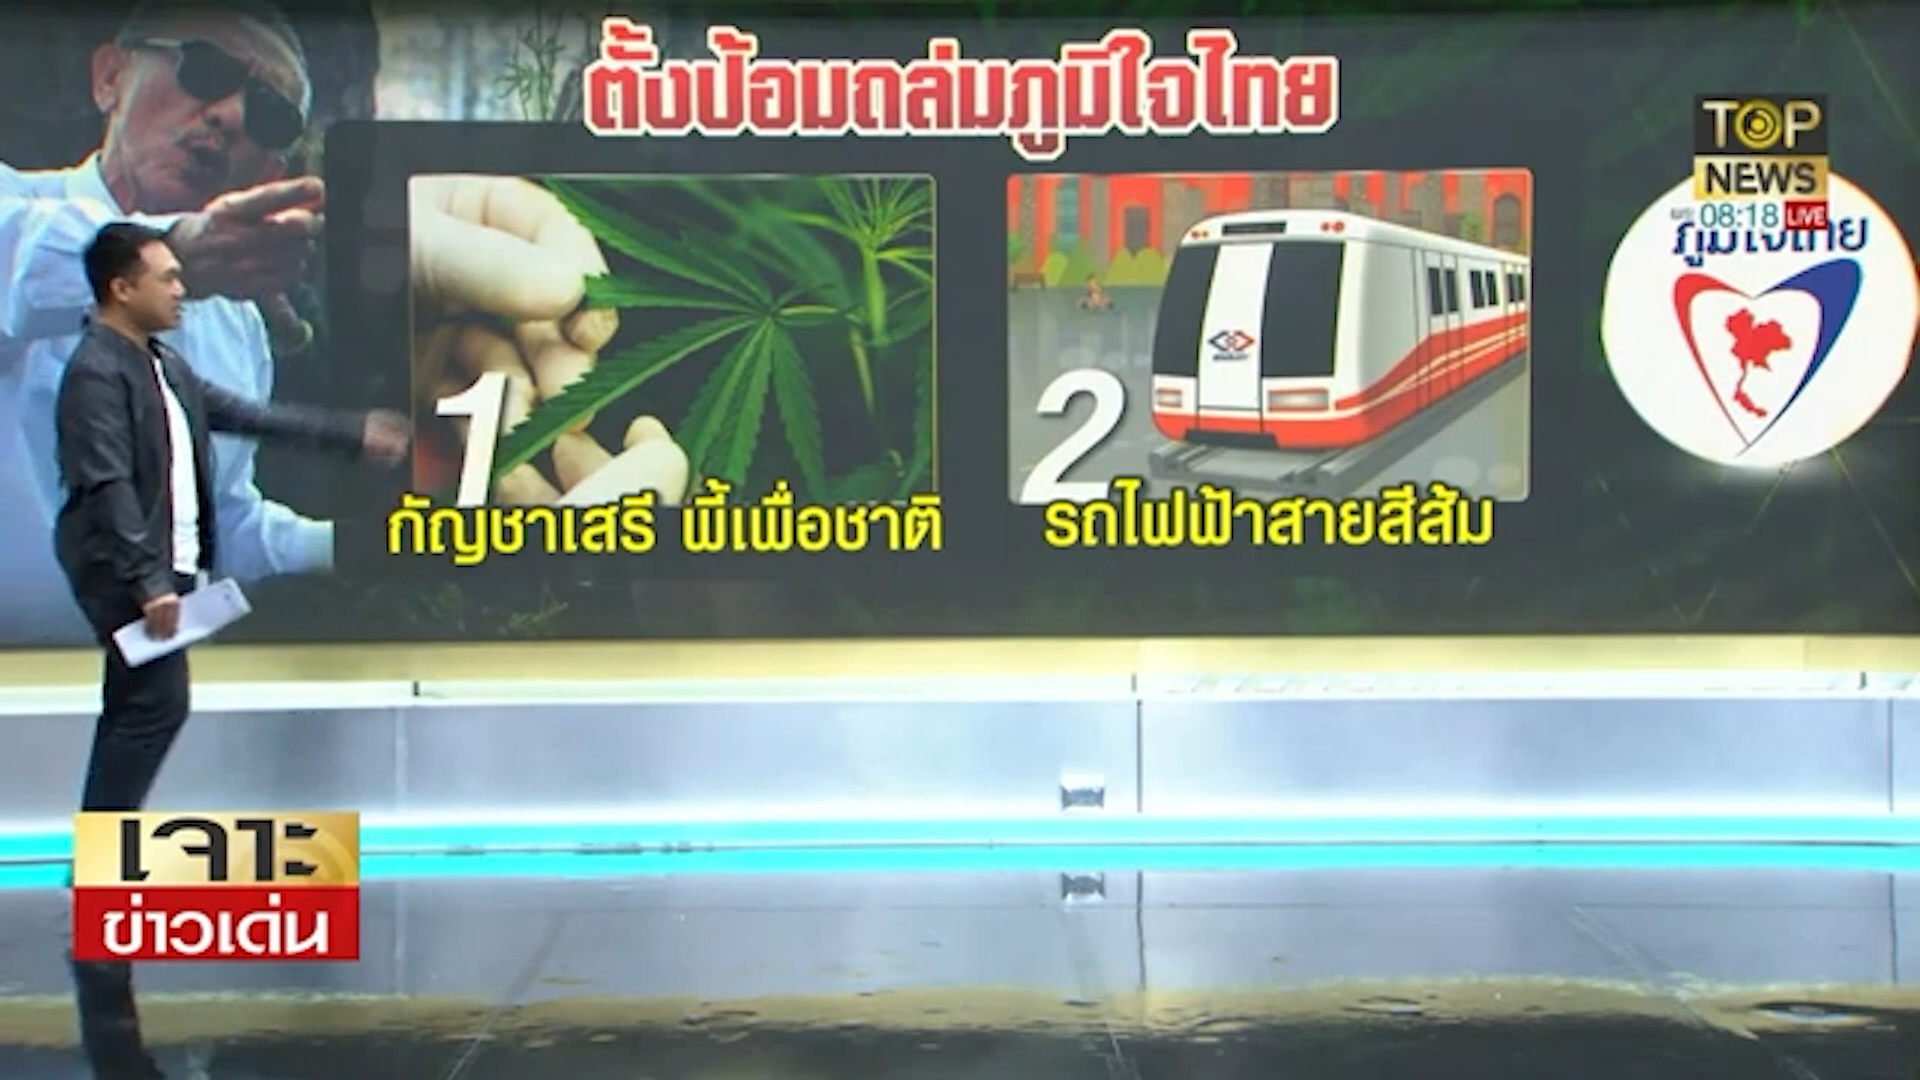 ตั้งป้อมถล่มภูมิใจไทย
TOP
NEWS
08:18 LIVE
ภูมิใจไทย
1
กัญชาเสรี พี้เพื่อชาติ
2
รถไฟฟ้าสายสีส้ม
เจาะ
ข่าวเด่น